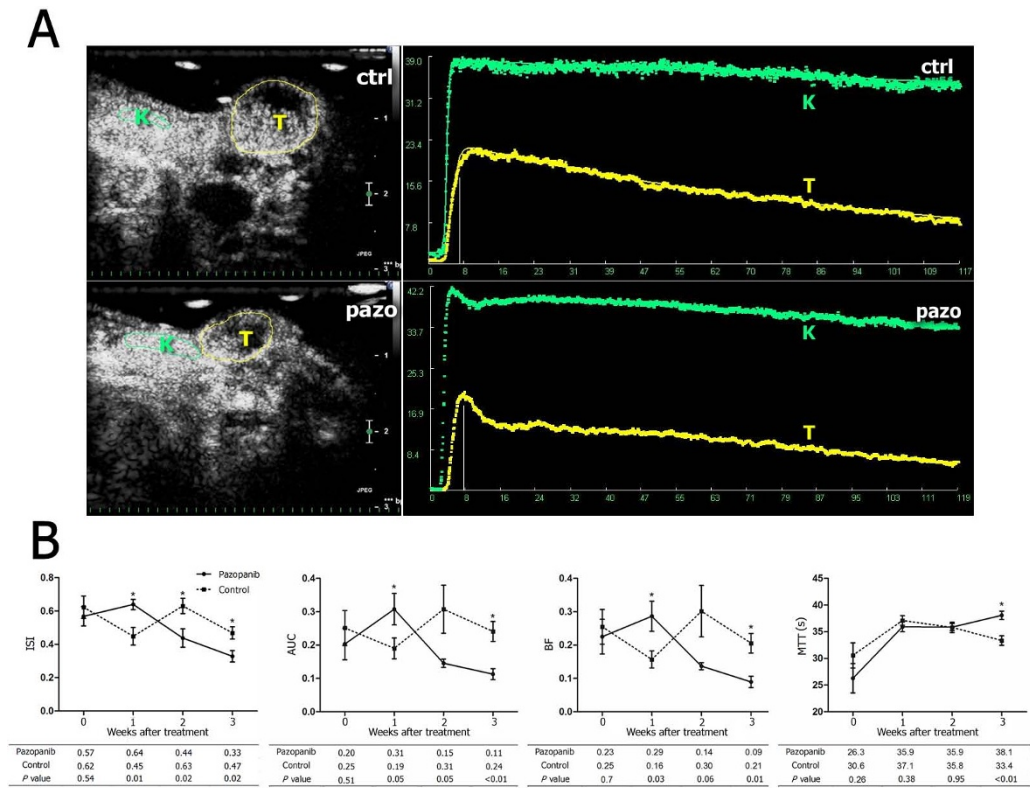 A
ctrl
K
T
1
2
JPEG
3
*** bp
39.0
31.2
23.4
15.6
7.8
ctrl
K
T
0 8 16 23 31 39 47 55 62 70 78 86 94 101 109 117
pazo
K
T
1
2
JPEG
3
*** bp
42.2
33.7
25.3
16.9
8.4
pazo
K
T
0 8 16 24 32 40 48 56 63 71 79 87 95 103 111 119
B
Pazopanib
Control
ISI
0.8
0.6
0.4
0.2
0.0
* * *
0 1 2 3
Weeks after treatment
Pazopanib 0.57 0.64 0.44 0.33
Control 0.62 0.45 0.63 0.47
P value 0.54 0.01 0.02 0.02
AUC
0.4
0.3
0.2
0.1
0.0
* *
0 1 2 3
Weeks after treatment
Pazopanib 0.20 0.31 0.15 0.11
Control 0.25 0.19 0.31 0.24
P value 0.51 0.05 0.05 <0.01
BF
0.4
0.3
0.2
0.1
0.0
* *
0 1 2 3
Weeks after treatment
Pazopanib 0.23 0.29 0.14 0.09
Control 0.25 0.16 0.30 0.21
P value 0.7 0.03 0.06 0.01
MTT (s)
45
40
35
30
25
20
*
0 1 2 3
Weeks after treatment
Pazopanib 26.3 35.9 35.9 38.1
Control 30.6 37.1 35.8 33.4
P value 0.26 0.38 0.95 <0.01